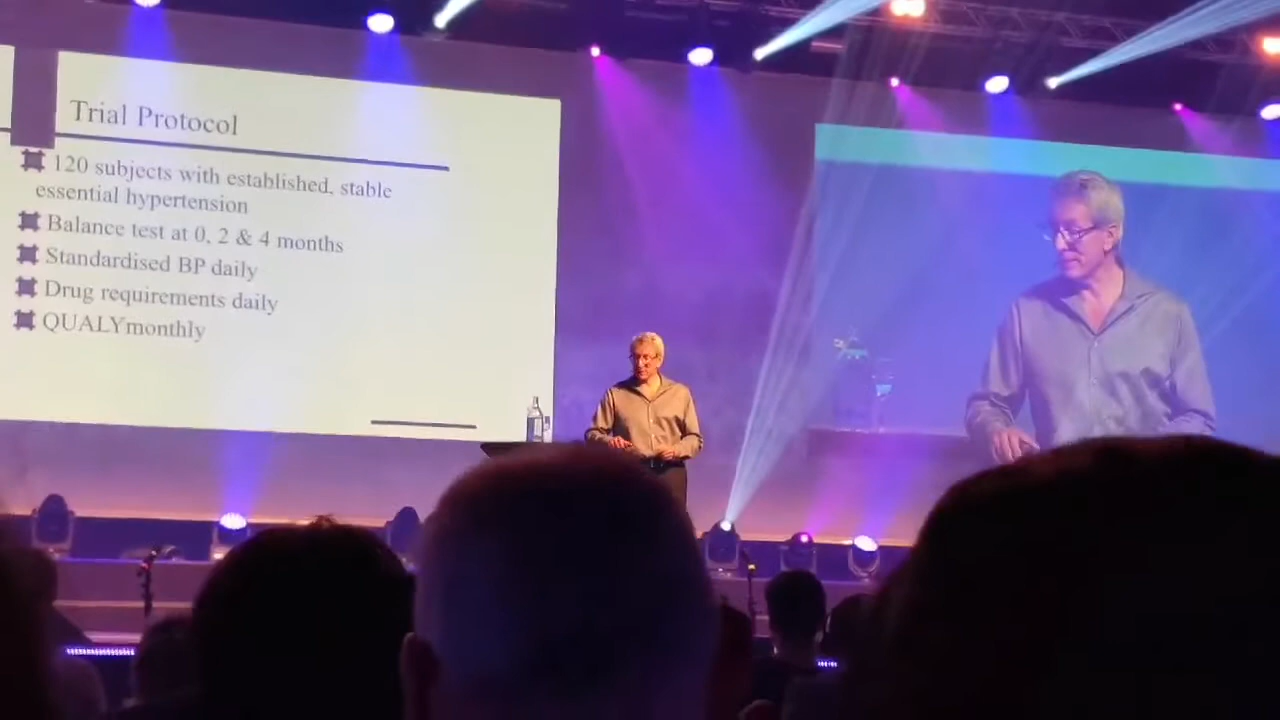 Trial Protocol
120 subjects with established, stable
essential hypertension
Balance test at 0, 2 & 4 months
Standardised BP daily
Drug requirements daily
QUALYmonthly